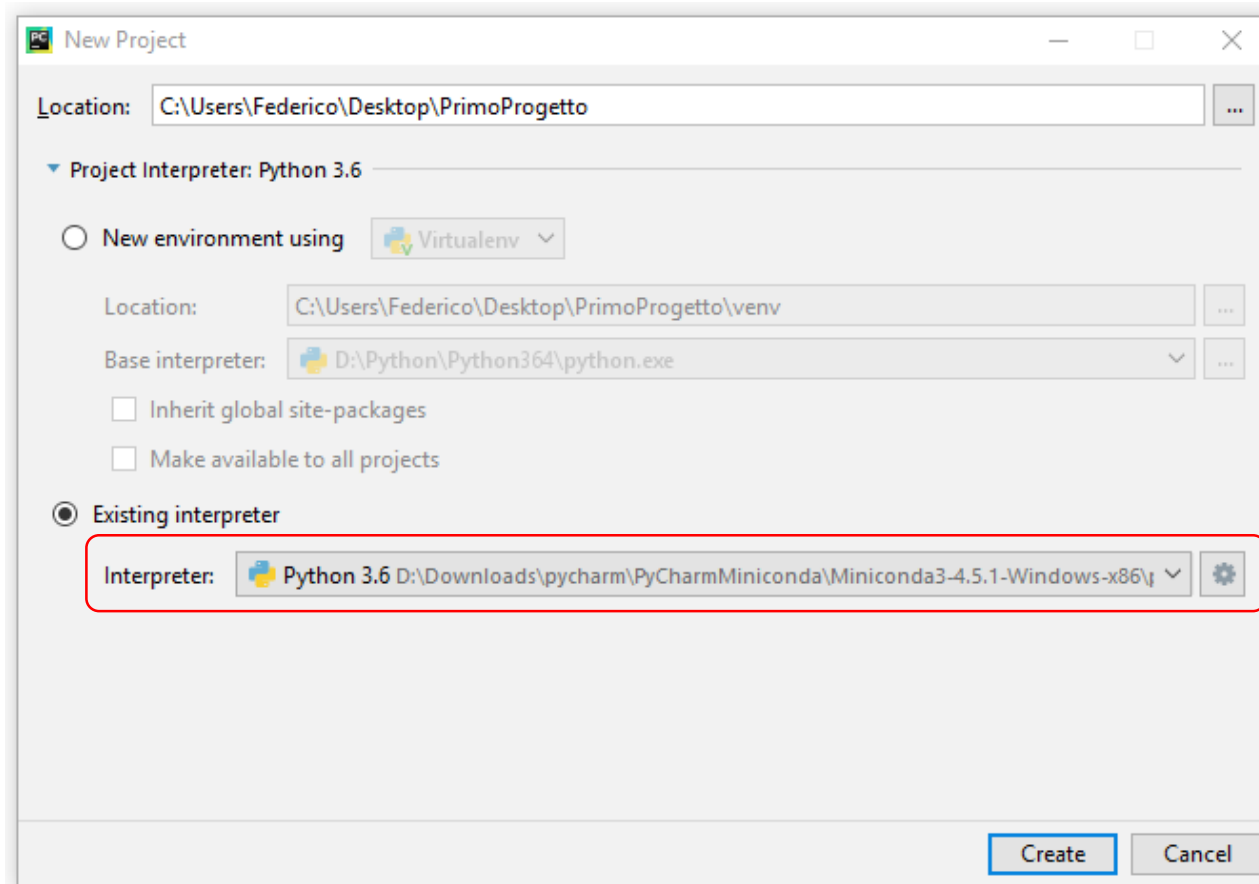 New Project
Location: C:\Users\Federico\Desktop\PrimoProgetto ...
Project Interpreter: Python 3.6
New environment using Virtualenv
Location: C:\Users\Federico\Desktop\PrimoProgetto\venv ...
Base interpreter: D:\Python\Python364\python.exe ...
Inherit global site-packages
Make available to all projects
Existing interpreter
Interpreter: Python 3.6 D:\Downloads\pycharm\PyCharmMiniconda\Miniconda3-4.5.1-Windows-x86\
Create Cancel